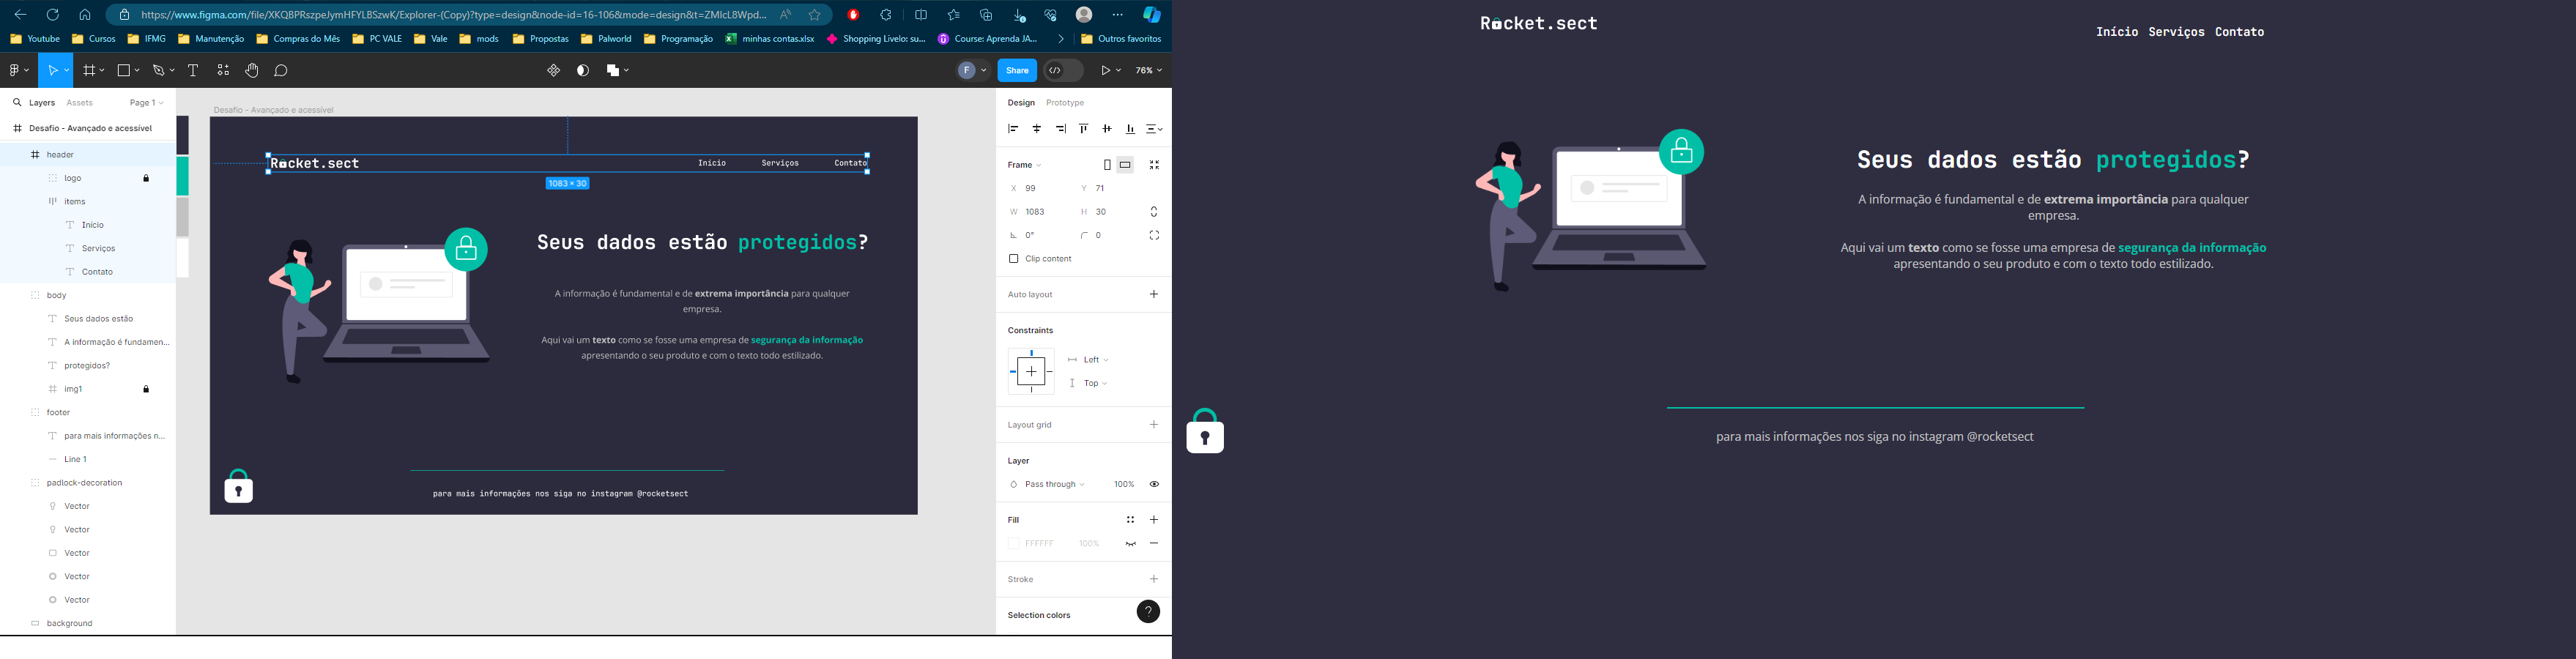 https://www.figma.com/file/XKQBPRszpeJymHFYLBSzwK/Explorer-(Copy)?type=design&node-id=16-106&mode=design&t=ZMIcL8Wpd...
Youtube Cursos IFMG Manutenção Compras do Mês PC VALE Vale mods Propostas Palworld Programação minhas contas.xlsx Shopping Livelo: su... Course: Aprenda JA... Outros favoritos
F Share 76%
Layers Assets Page 1
Desafio - Avançado e acessível
header
logo
items
Início
Serviços
Contato
body
Seus dados estão
A informação é fundamen...
protegidos?
img1
footer
para mais informações n...
Line 1
padlock-decoration
Vector
Vector
Vector
Vector
Vector
background
Desafio - Avançado e acessível
Rocket.sect
Início Serviços Contato
1083 × 30
Seus dados estão protegidos?
A informação é fundamental e de extrema importância para qualquer
empresa.
Aqui vai um texto como se fosse uma empresa de segurança da informação
apresentando o seu produto e com o texto todo estilizado.
para mais informações nos siga no instagram @rocketsect
Design Prototype
Frame
X 99 Y 71
W 1083 H 30
0° 0
Clip content
Auto layout
Constraints
Left
Top
Layout grid
Layer
Pass through 100%
Fill
FFFFFF 100%
Stroke
Selection colors
?
Rocket.sect
Início Serviços Contato
Seus dados estão protegidos?
A informação é fundamental e de extrema importância para qualquer
empresa.
Aqui vai um texto como se fosse uma empresa de segurança da informação
apresentando o seu produto e com o texto todo estilizado.
para mais informações nos siga no instagram @rocketsect